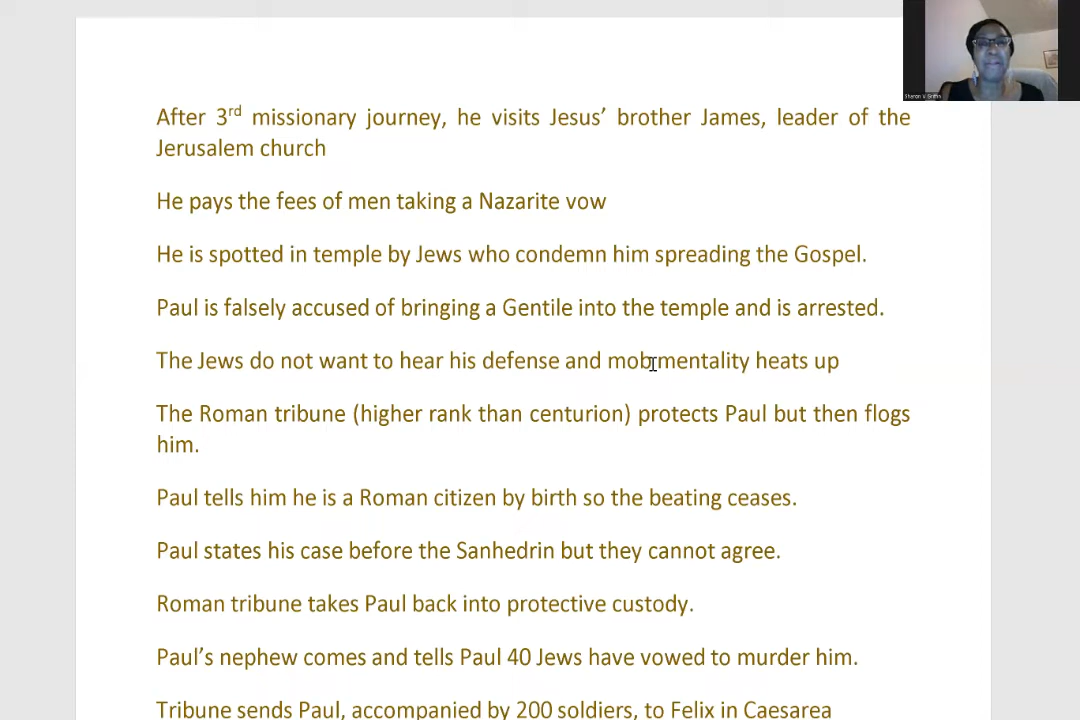 After 3rd missionary journey, he visits Jesus’ brother James, leader of the
Jerusalem church
He pays the fees of men taking a Nazarite vow
He is spotted in temple by Jews who condemn him spreading the Gospel.
Paul is falsely accused of bringing a Gentile into the temple and is arrested.
The Jews do not want to hear his defense and mob mentality heats up
The Roman tribune (higher rank than centurion) protects Paul but then flogs
him.
Paul tells him he is a Roman citizen by birth so the beating ceases.
Paul states his case before the Sanhedrin but they cannot agree.
Roman tribune takes Paul back into protective custody.
Paul’s nephew comes and tells Paul 40 Jews have vowed to murder him.
Tribune sends Paul, accompanied by 200 soldiers, to Felix in Caesarea